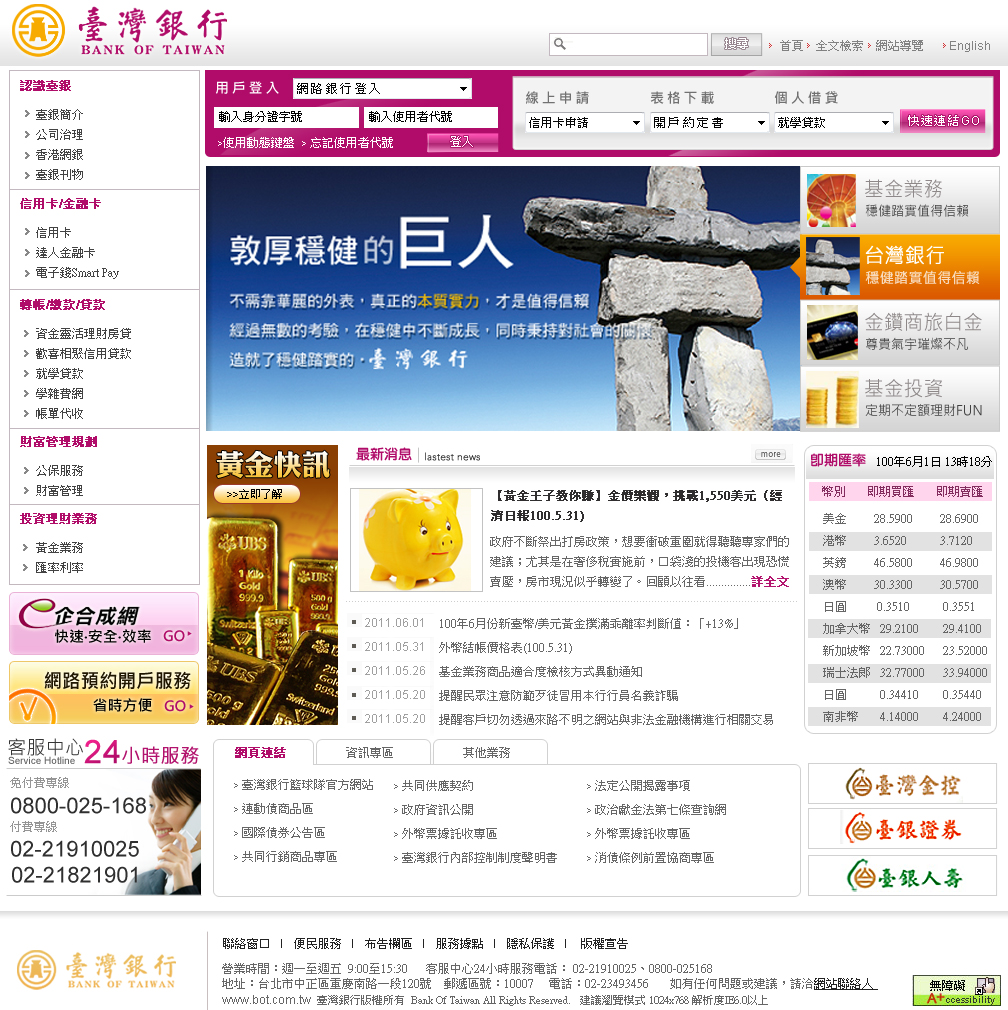 臺灣銀行
BANK OF TAIWAN
搜尋
首頁 全文檢索 網站導覽 English
認識臺銀
臺銀簡介
公司治理
香港網銀
臺銀刊物
信用卡/金融卡
信用卡
達人金融卡
電子錢Smart Pay
轉帳/繳款/貸款
資金靈活理財房貸
歡喜相聚信用貸款
就學貸款
學雜費網
帳單代收
財富管理規劃
公保服務
財富管理
投資理財業務
黃金業務
匯率利率
企合成網
快速‧安全‧效率 GO
網路預約開戶服務
省時方便 GO
客服中心
Service Hotline 24小時服務
免付費專線
0800-025-168
付費專線
02-21910025
02-21821901
用戶登入 網路銀行登入
輸入身分證字號 輸入使用者代號
>使用動態鍵盤 > 忘記使用者代號 登入
線上申請 表格下載 個人借貸
信用卡申請 開戶約定書 就學貸款 快速連結GO
敦厚穩健的巨人
不需靠華麗的外表，真正的本質實力，才是值得信賴
經過無數的考驗，在穩健中不斷成長，同時秉持對社會的關懷
造就了穩健踏實的‧臺灣銀行
基金業務
穩健踏實值得信賴
台灣銀行
穩健踏實值得信賴
金鑽商旅白金
尊貴氣宇璀燦不凡
基金投資
定期不定額理財FUN
黃金快訊
>>立即了解
UBS
1 Kilo
Gold
999.9
UBS
500 g
Gold
999.9
Switzerland
最新消息 lastest news more
【黃金王子教你賺】金價樂觀，挑戰1,550美元（經
濟日報100.5.31)
政府不斷祭出打房政策，想要衝破重圍就得聽聽專家們的
建議；尤其是在奢侈稅實施前，口袋淺的投機客出現恐慌
賣壓，房市現況似乎轉變了。回顧以往看...............詳全文
2011.06.01 100年6月份新臺幣/美元黃金撲滿乖離率判斷值：「+13%」
2011.05.31 外幣結帳價格表(100.5.31)
2011.05.26 基金業務商品適合度檢核方式異動通知
2011.05.20 提醒民眾注意防範歹徒冒用本行行員名義詐騙
2011.05.20 提醒客戶切勿透過來路不明之網站與非法金融機構進行相關交易
即期匯率 100年6月1日 13時18分
幣別 即期買匯 即期賣匯
美金 28.5900 28.6900
港幣 3.6520 3.7120
英鎊 46.5800 46.9800
澳幣 30.3300 30.5700
日圓 0.3510 0.3551
加拿大幣 29.2100 29.4100
新加坡幣 22.73000 23.52000
瑞士法郎 32.77000 33.94000
日圓 0.34410 0.35440
南非幣 4.14000 4.24000
網頁連結 資訊專區 其他業務
> 臺灣銀行籃球隊官方網站 > 共同供應契約 > 法定公開揭露事項
> 連動債商品區 > 政府資訊公開 > 政治獻金法第七條查詢網
> 國際債券公告區 > 外幣票據託收專區 > 外幣票據託收專區
> 共同行銷商品專區 > 臺灣銀行內部控制制度聲明書 > 消債條例前置協商專區
臺灣金控
臺銀證券
臺銀人壽
臺灣銀行
BANK OF TAIWAN
聯絡窗口 | 便民服務 | 布告欄區 | 服務據點 | 隱私保護 | 版權宣告
營業時間：週一至週五 9:00至15:30 客服中心24小時服務電話： 02-21910025、0800-025168
地址：台北市中正區重慶南路一段120號 郵遞區號：10007 電話：02-23493456 如有任何問題或建議，請洽網站聯絡人
www.bot.com.tw 臺灣銀行版權所有 Bank Of Taiwan All Rights Reserved. 建議瀏覽模式 1024x768 解析度IE6.0以上
無障礙
A+ccessibility